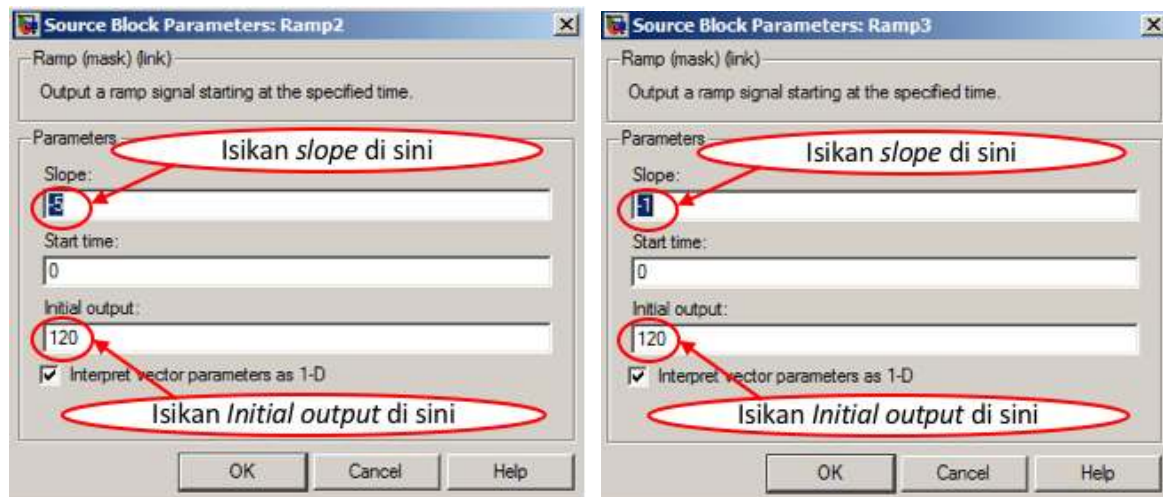 Source Block Parameters: Ramp2
Ramp (mask) (link)
Output a ramp signal starting at the specified time.
Parameters
Isikan slope di sini
Slope:
-5
Start time:
0
Initial output:
120
Interpret vector parameters as 1-D
Isikan Initial output di sini
OK Cancel Help
Source Block Parameters: Ramp3
Ramp (mask) (link)
Output a ramp signal starting at the specified time.
Parameters
Isikan slope di sini
Slope:
-1
Start time:
0
Initial output:
120
Interpret vector parameters as 1-D
Isikan Initial output di sini
OK Cancel Help